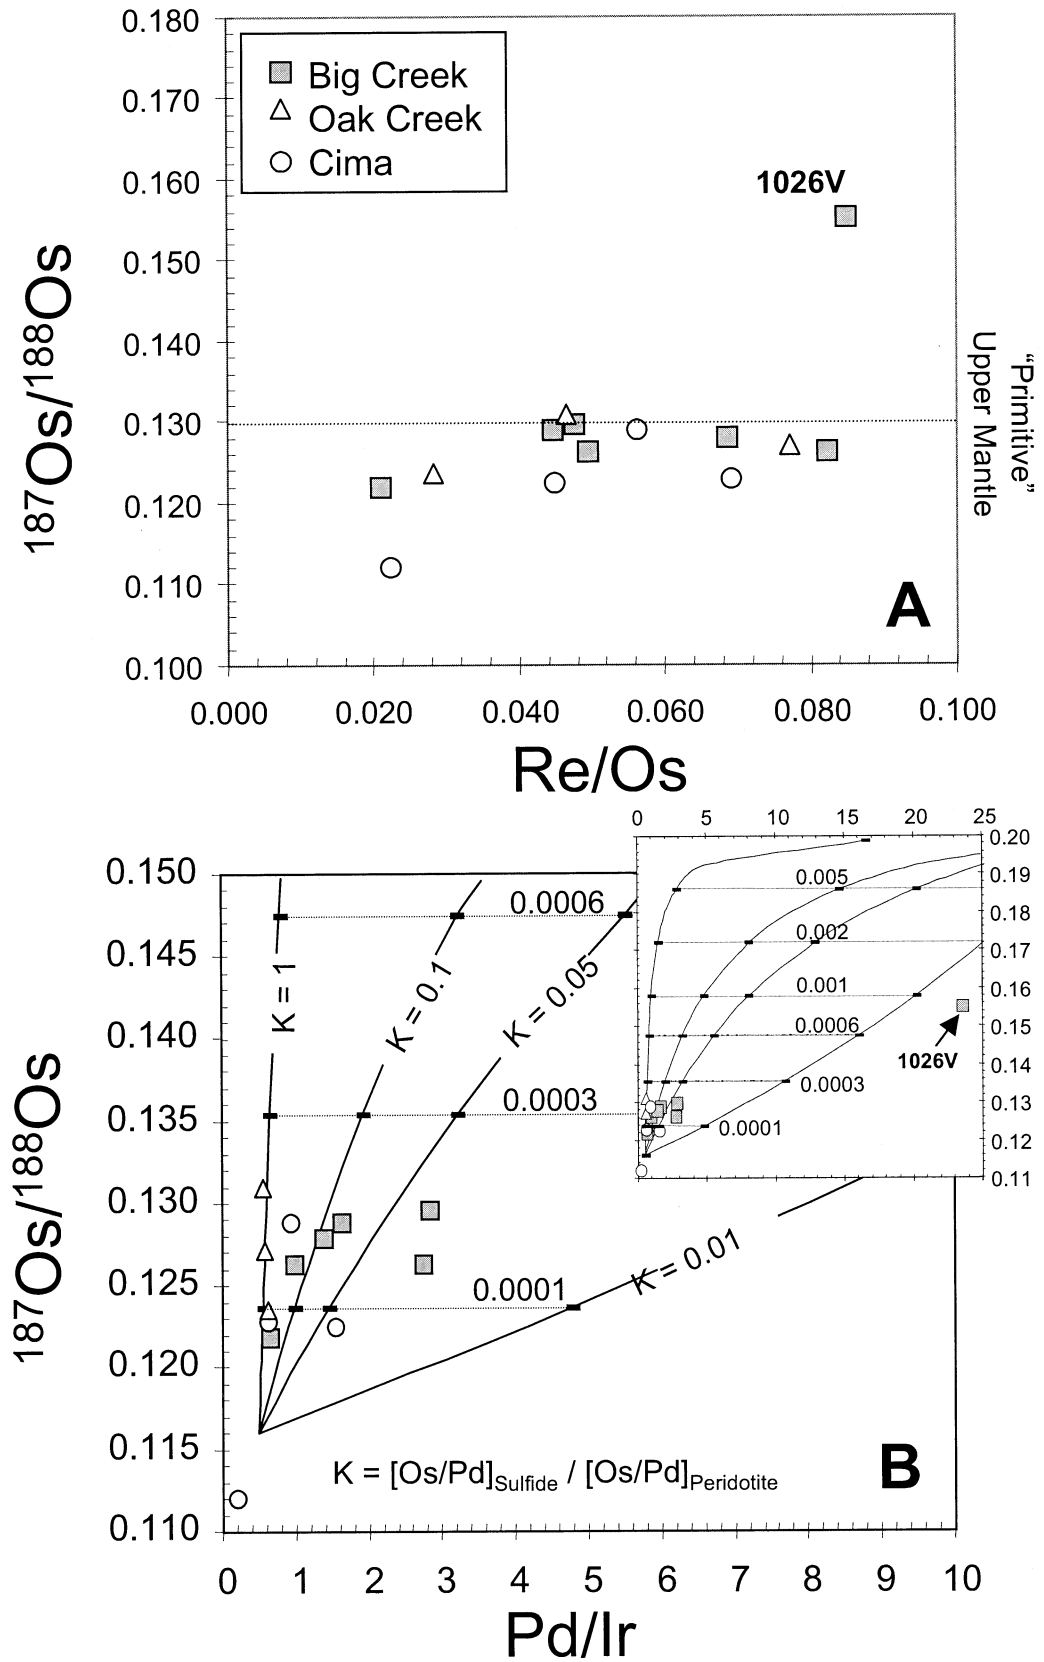 0.180
0.170
0.160
0.150
0.140
0.130
0.120
0.110
0.100
187Os/188Os
Big Creek
Oak Creek
Cima
1026V
"Primitive"
Upper Mantle
A
0.000 0.020 0.040 0.060 0.080 0.100
Re/Os
0.150
0.145
0.140
0.135
0.130
0.125
0.120
0.115
0.110
187Os/188Os
K = 1
K = 0.1
K = 0.05
K = 0.01
0.0006
0.0003
0.0001
0 5 10 15 20 25
0.20
0.19
0.18
0.17
0.16
0.15
0.14
0.13
0.12
0.11
0.005
0.002
0.001
0.0006
0.0003
0.0001
1026V
K = [Os/Pd]Sulfide / [Os/Pd]Peridotite
B
0 1 2 3 4 5 6 7 8 9 10
Pd/Ir